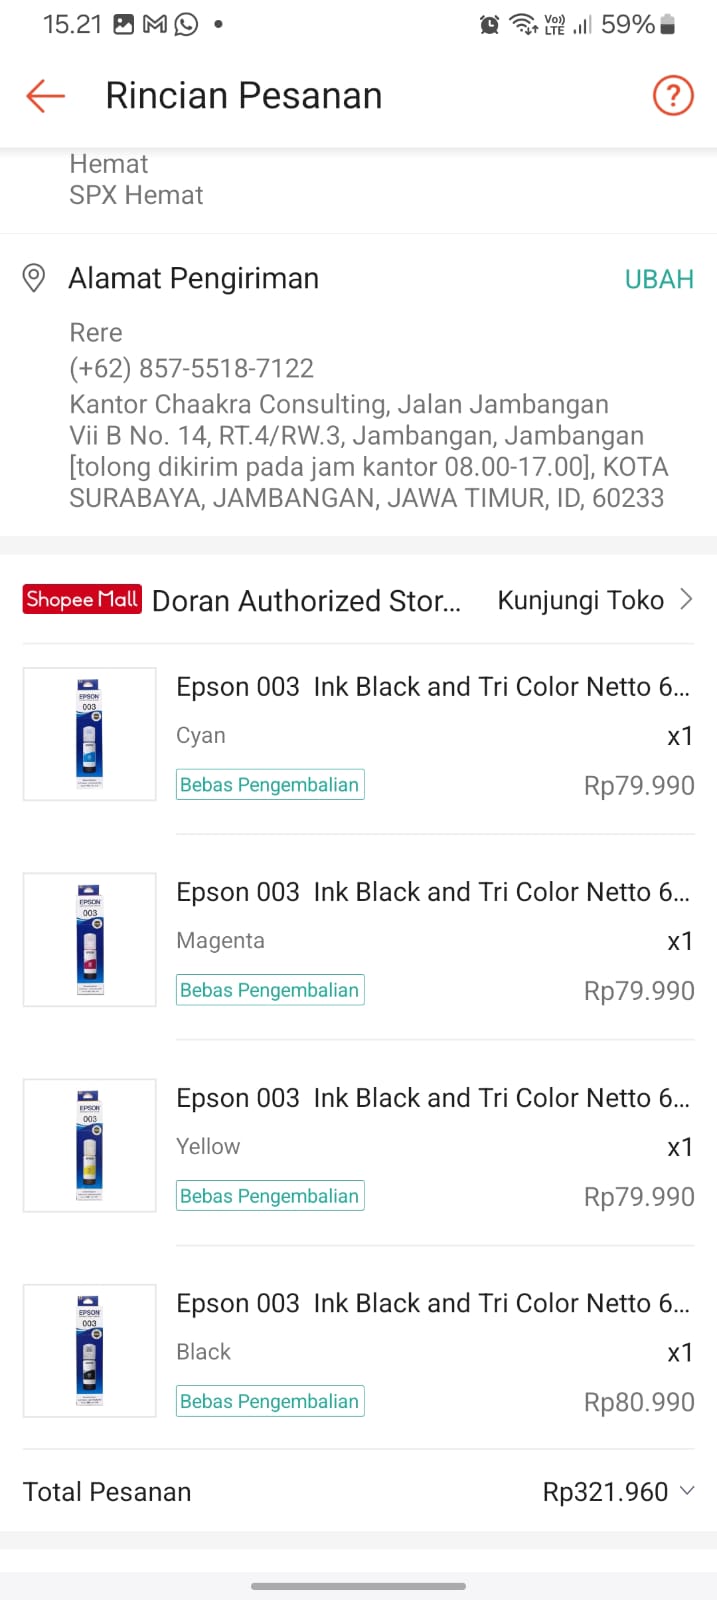 15.21
VoLTE 59%
Rincian Pesanan
?
Hemat
SPX Hemat
Alamat Pengiriman UBAH
Rere
(+62) 857-5518-7122
Kantor Chaakra Consulting, Jalan Jambangan
Vii B No. 14, RT.4/RW.3, Jambangan, Jambangan
[tolong dikirim pada jam kantor 08.00-17.00], KOTA
SURABAYA, JAMBANGAN, JAWA TIMUR, ID, 60233
Shopee Mall Doran Authorized Stor... Kunjungi Toko
EPSON
003
Epson 003 Ink Black and Tri Color Netto 6...
Cyan x1
Bebas Pengembalian Rp79.990
EPSON
003
Epson 003 Ink Black and Tri Color Netto 6...
Magenta x1
Bebas Pengembalian Rp79.990
EPSON
003
Epson 003 Ink Black and Tri Color Netto 6...
Yellow x1
Bebas Pengembalian Rp79.990
EPSON
003
Epson 003 Ink Black and Tri Color Netto 6...
Black x1
Bebas Pengembalian Rp80.990
Total Pesanan Rp321.960